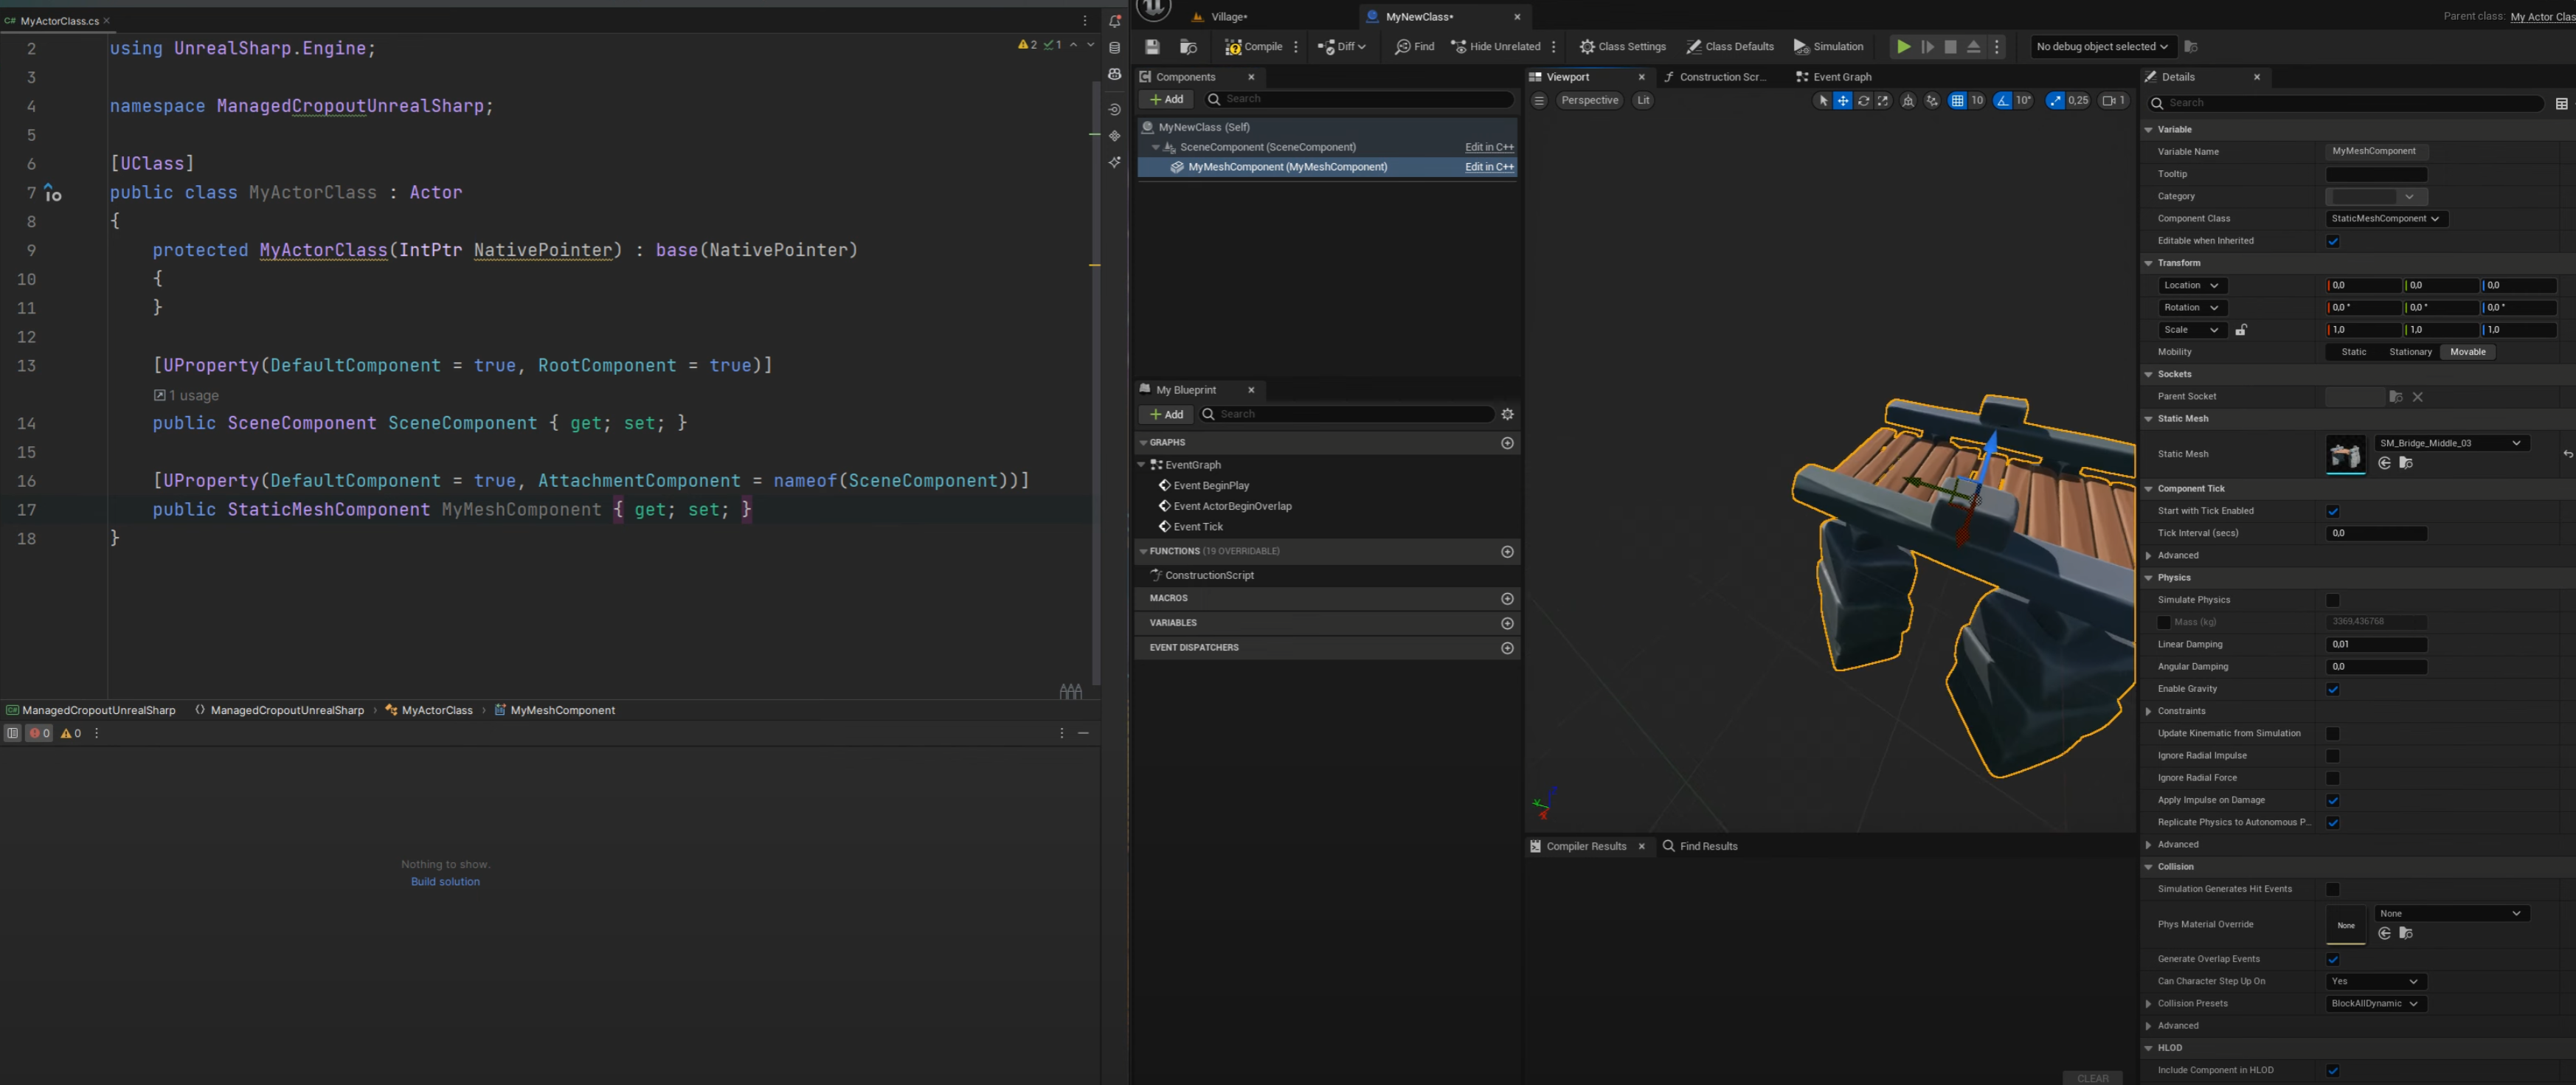 C# MyActorClass.cs
2 using UnrealSharp.Engine;
2 1
3
4 namespace ManagedCropoutUnrealSharp;
5
6 [UClass]
7 public class MyActorClass : Actor
8 {
9 protected MyActorClass(IntPtr NativePointer) : base(NativePointer)
10 {
11 }
12
13 [UProperty(DefaultComponent = true, RootComponent = true)]
1 usage
14 public SceneComponent SceneComponent { get; set; }
15
16 [UProperty(DefaultComponent = true, AttachmentComponent = nameof(SceneComponent))]
17 public StaticMeshComponent MyMeshComponent { get; set; }
18 }
C# ManagedCropoutUnrealSharp ManagedCropoutUnrealSharp MyActorClass MyMeshComponent
0 0
Nothing to show.
Build solution
Village*
MyNewClass*
Parent class: My Actor Clas
Compile Diff Find Hide Unrelated Class Settings Class Defaults Simulation No debug object selected
Components
Add Search
MyNewClass (Self)
SceneComponent (SceneComponent) Edit in C++
MyMeshComponent (MyMeshComponent) Edit in C++
My Blueprint
Add Search
GRAPHS
EventGraph
Event BeginPlay
Event ActorBeginOverlap
Event Tick
FUNCTIONS (19 OVERRIDABLE)
ConstructionScript
MACROS
VARIABLES
EVENT DISPATCHERS
Viewport Construction Scr... Event Graph
Perspective Lit 10 10° 0,25 1
Compiler Results Find Results
CLEAR
Details
Search
Variable
Variable Name MyMeshComponent
Tooltip
Category
Component Class StaticMeshComponent
Editable when Inherited
Transform
Location 0,0 0,0 0,0
Rotation 0,0 ° 0,0 ° 0,0 °
Scale 1,0 1,0 1,0
Mobility Static Stationary Movable
Sockets
Parent Socket
Static Mesh
Static Mesh SM_Bridge_Middle_03
Component Tick
Start with Tick Enabled
Tick Interval (secs) 0,0
Advanced
Physics
Simulate Physics
Mass (kg) 3369,436768
Linear Damping 0,01
Angular Damping 0,0
Enable Gravity
Constraints
Update Kinematic from Simulation
Ignore Radial Impulse
Ignore Radial Force
Apply Impulse on Damage
Replicate Physics to Autonomous P...
Advanced
Collision
Simulation Generates Hit Events
Phys Material Override None None
Generate Overlap Events
Can Character Step Up On Yes
Collision Presets BlockAllDynamic
Advanced
HLOD
Include Component in HLOD